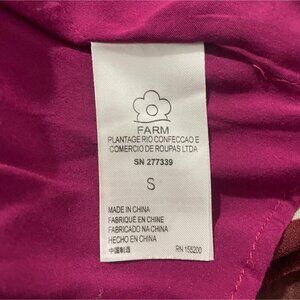 FARM
PLANTAGE RIO CONFECCAO E
COMERCIO DE ROUPAS LTDA
SN 277339
S
MADE IN CHINA
FABRIQUÉ EN CHINE
FABRICADO NA CHINA
HECHO EN CHINA
中国制造
RN 155200